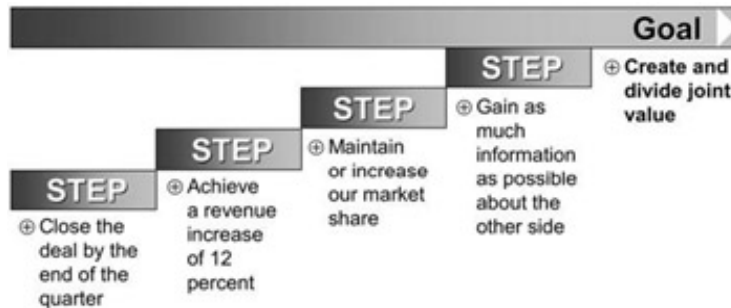 Goal
STEP
⊕ Close the
deal by the
end of the
quarter
STEP
⊕ Achieve
a revenue
increase
of 12
percent
STEP
⊕ Maintain
or increase
our market
share
STEP
⊕ Gain as
much
information
as possible
about the
other side
⊕ Create and
divide joint
value